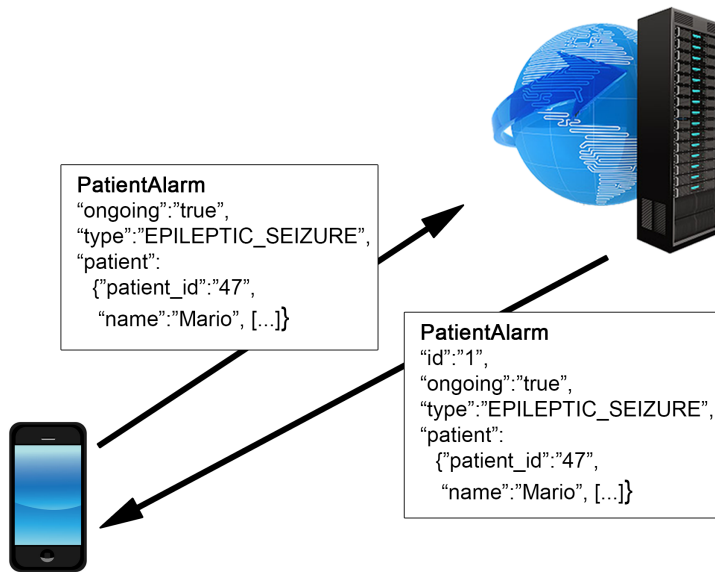 PatientAlarm
“ongoing”:”true”,
“type”:”EPILEPTIC_SEIZURE”,
“patient”:
{”patient_id”:”47”,
“name”:”Mario”, [...]}
PatientAlarm
“id”:”1”,
“ongoing”:”true”,
“type”:”EPILEPTIC_SEIZURE”,
“patient”:
{”patient_id”:”47”,
“name”:”Mario”, [...]}